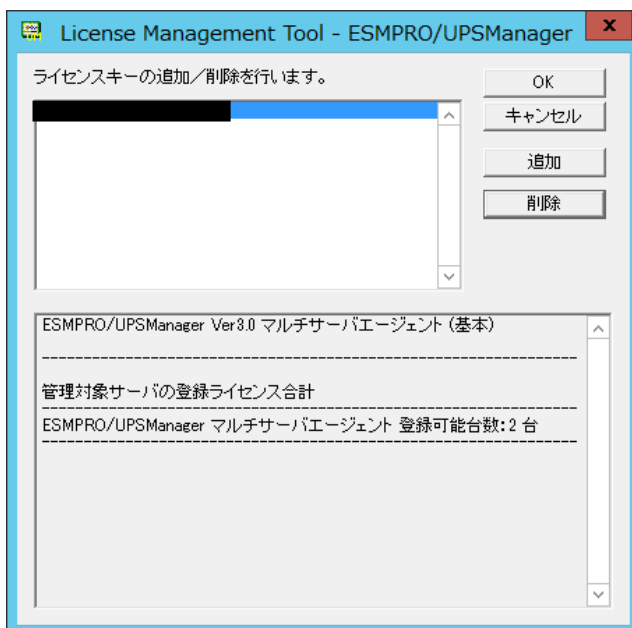 License Management Tool - ESMPRO/UPSManager
x
ライセンスキーの追加／削除を行います。
OK
キャンセル
追加
削除
ESMPRO/UPSManager Ver3.0 マルチサーバエージェント (基本)
--------------------------------------------------------------
管理対象サーバの登録ライセンス合計
--------------------------------------------------------------
ESMPRO/UPSManager マルチサーバエージェント 登録可能台数:2 台
--------------------------------------------------------------